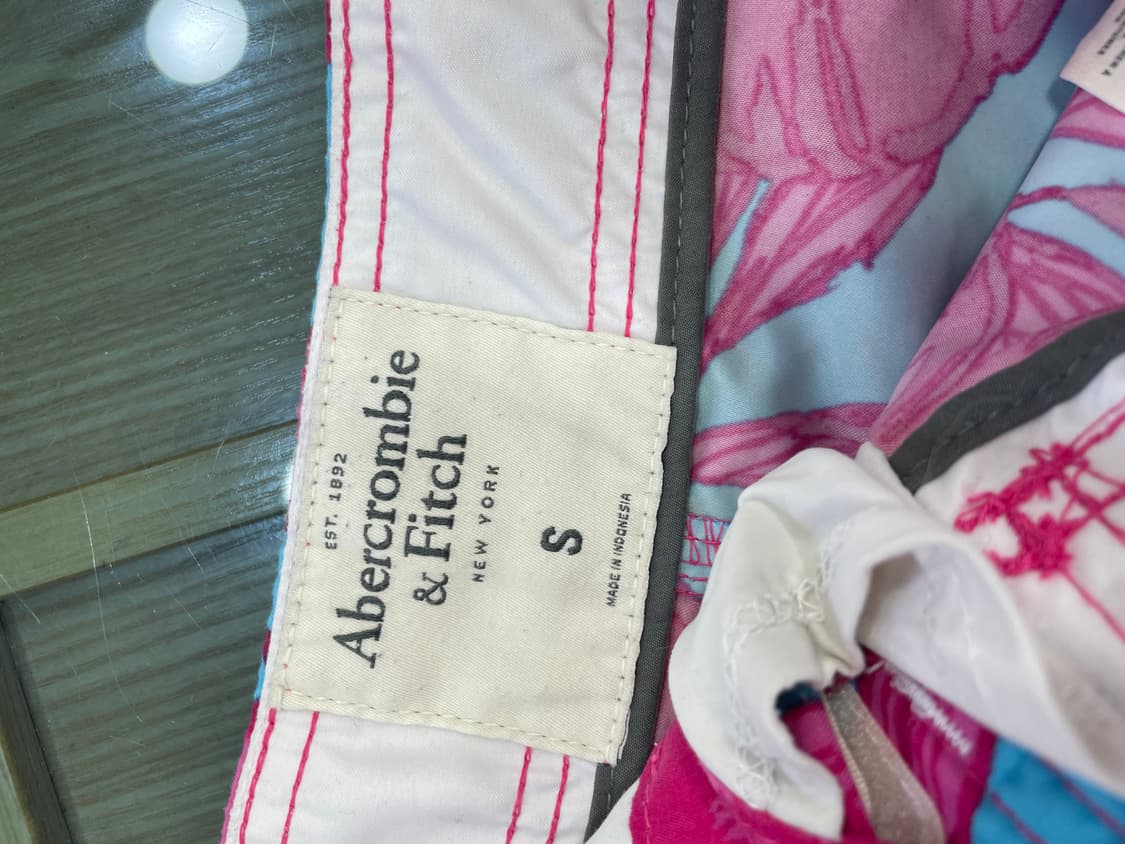 EST. 1892
Abercrombie
& Fitch
NEW YORK
S
MADE IN INDONESIA